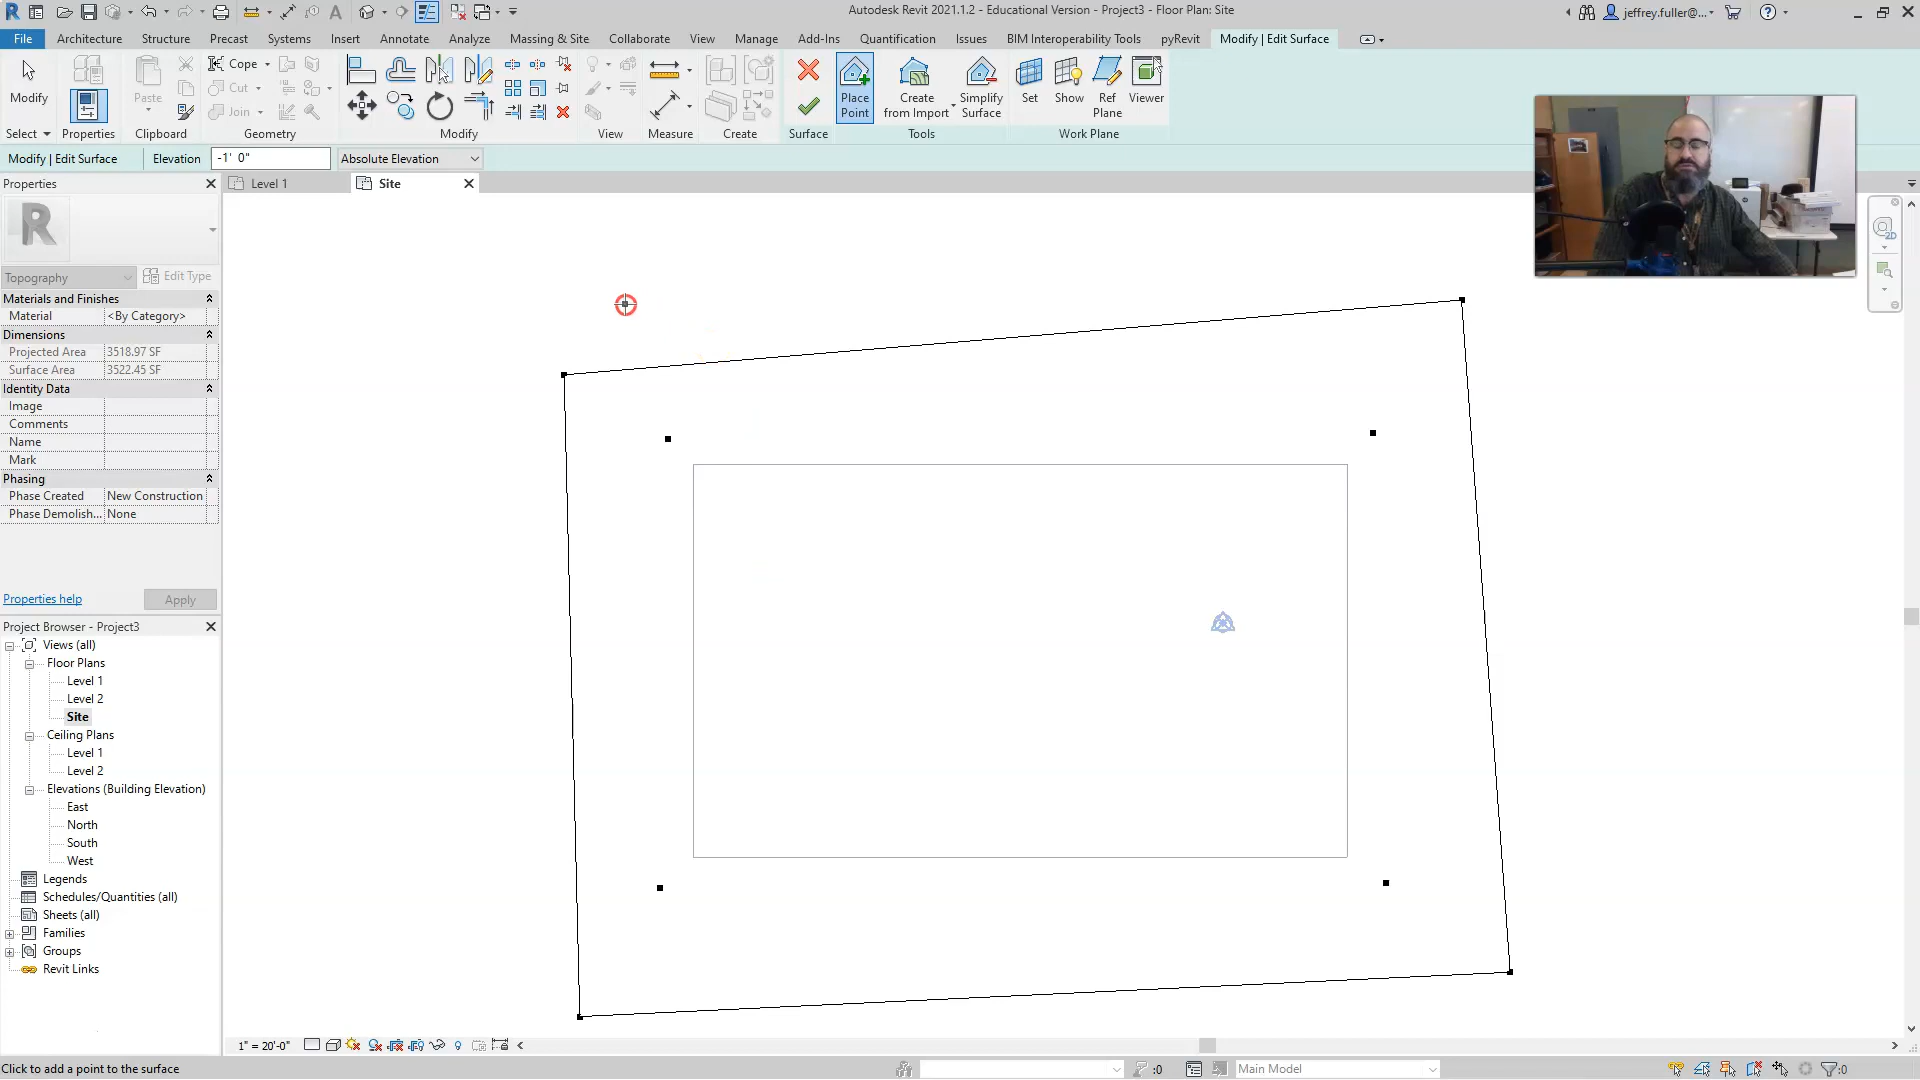 Autodesk Revit 2021.1.2 - Educational Version - Project3 - Floor Plan: Site
jeffrey.fuller@...
File Architecture Structure Precast Systems Insert Annotate Analyze Massing & Site Collaborate View Manage Add-Ins Quantification Issues BIM Interoperability Tools pyRevit Modify | Edit Surface
Modify
Paste
Cope
Cut
Join
Place Point
Create from Import
Simplify Surface
Set
Show
Ref Plane
Viewer
Select Properties Clipboard Geometry Modify View Measure Create Surface Tools Work Plane
Modify | Edit Surface Elevation -1' 0" Absolute Elevation
Properties
Level 1
Site
R
Topography Edit Type
Materials and Finishes
Material <By Category>
Dimensions
Projected Area 3518.97 SF
Surface Area 3522.45 SF
Identity Data
Image
Comments
Name
Mark
Phasing
Phase Created New Construction
Phase Demolish... None
Properties help Apply
Project Browser - Project3
Views (all)
Floor Plans
Level 1
Level 2
Site
Ceiling Plans
Level 1
Level 2
Elevations (Building Elevation)
East
North
South
West
Legends
Schedules/Quantities (all)
Sheets (all)
Families
Groups
Revit Links
2D
1" = 20'-0"
Click to add a point to the surface
:0
Main Model
:0